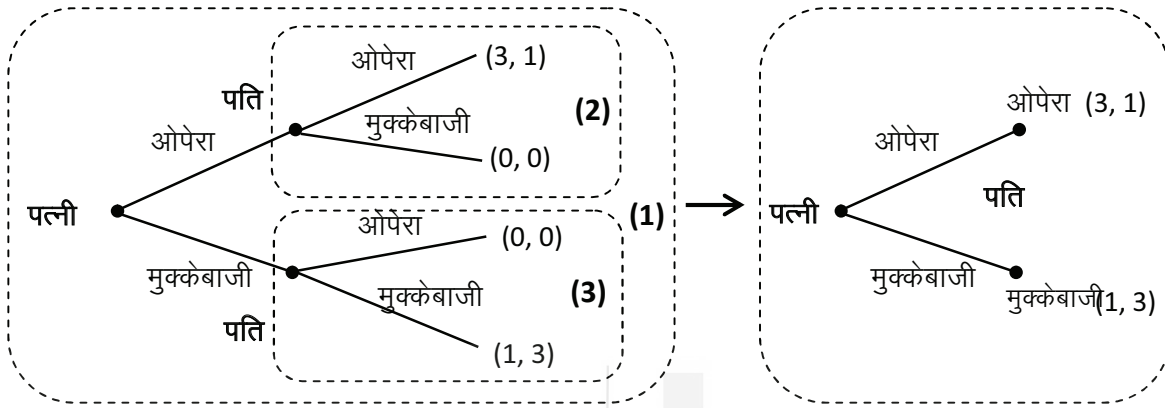 ओपेरा (3, 1)
पति (2)
मुक्केबाजी
ओपेरा (0, 0)
पत्नी (1)
ओपेरा (0, 0)
मुक्केबाजी
मुक्केबाजी (3)
पति
(1, 3)
ओपेरा (3, 1)
ओपेरा
पति
पत्नी
मुक्केबाजी
मुक्केबाजी (1, 3)